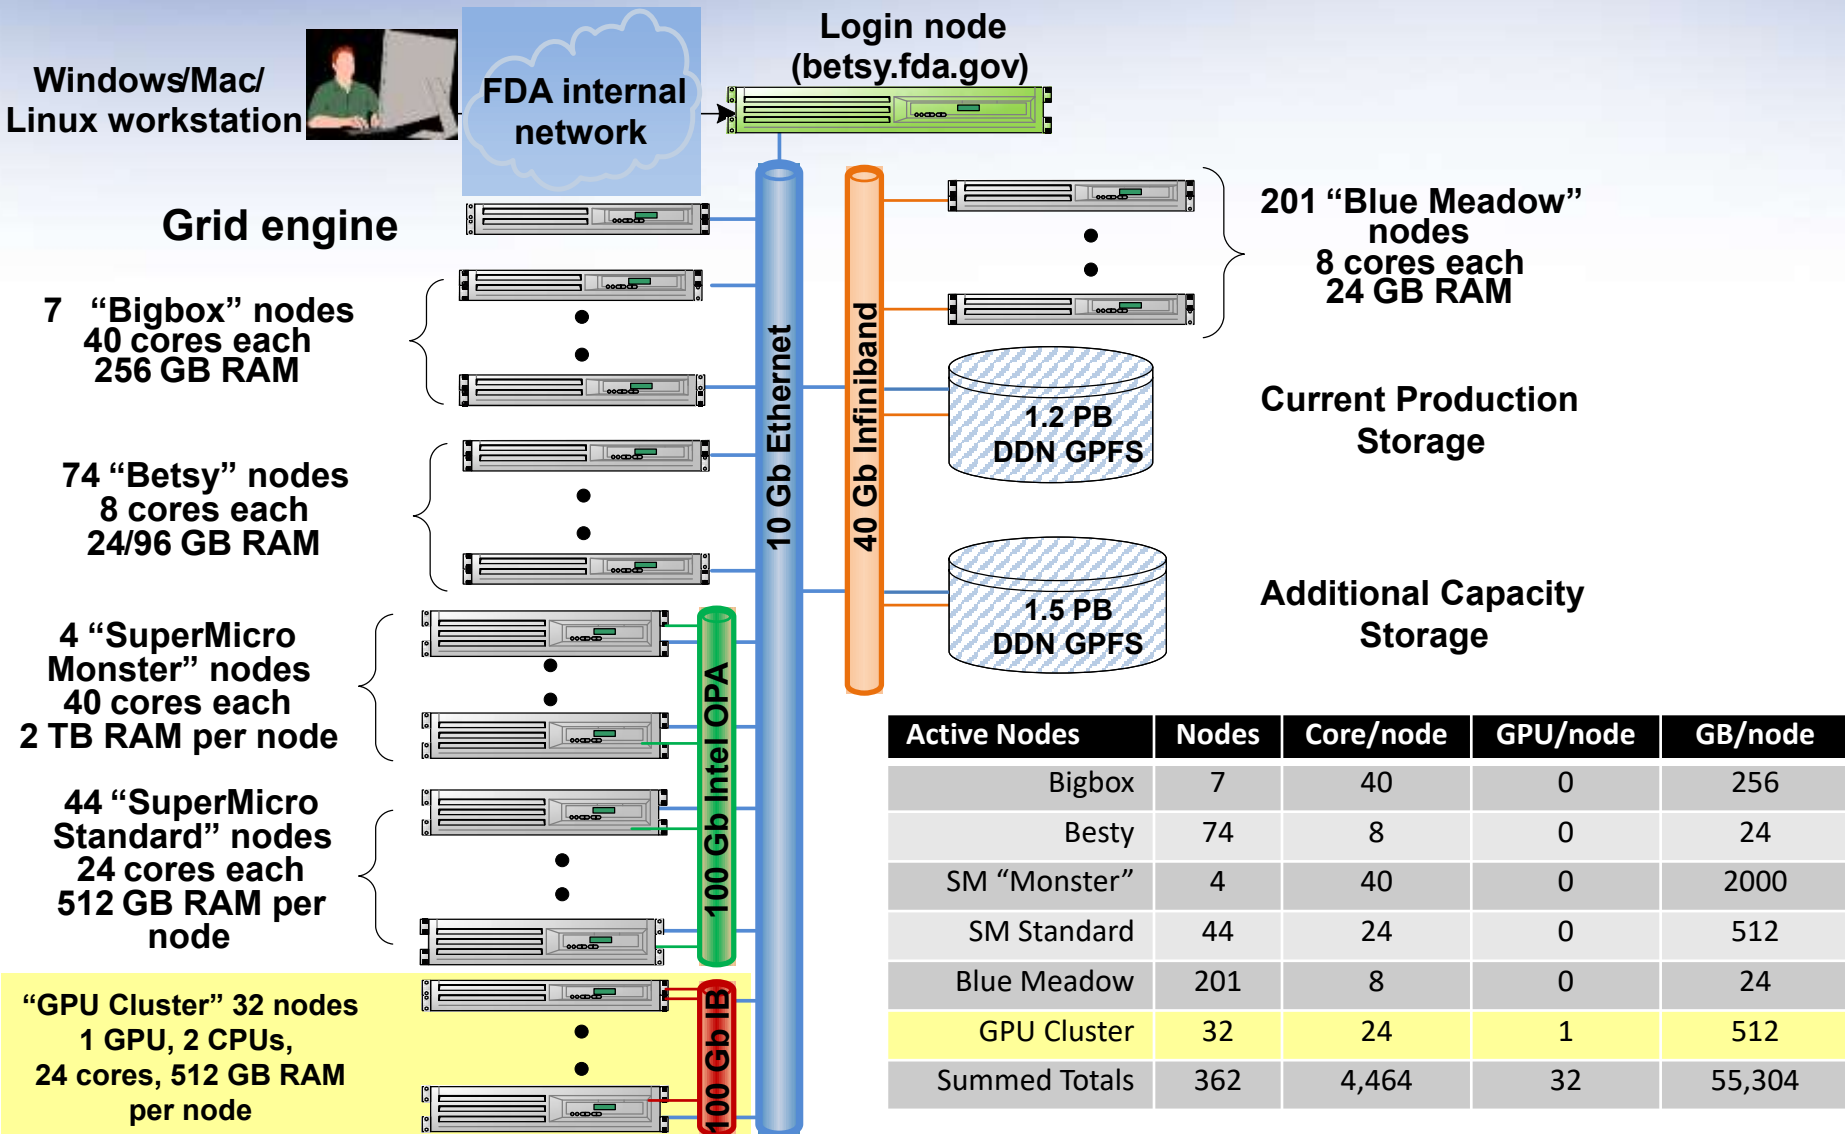 Windows/Mac/
Linux workstation
FDA internal
network
Login node
(betsy.fda.gov)
Grid engine
7 “Bigbox” nodes
40 cores each
256 GB RAM
74 “Betsy” nodes
8 cores each
24/96 GB RAM
4 “SuperMicro
Monster” nodes
40 cores each
2 TB RAM per node
44 “SuperMicro
Standard” nodes
24 cores each
512 GB RAM per
node
“GPU Cluster” 32 nodes
1 GPU, 2 CPUs,
24 cores, 512 GB RAM
per node
100 Gb Intel OPA
100 Gb IB
10 Gb Ethernet
40 Gb Infiniband
201 “Blue Meadow”
nodes
8 cores each
24 GB RAM
1.2 PB
DDN GPFS
Current Production
Storage
1.5 PB
DDN GPFS
Additional Capacity
Storage
Active Nodes Nodes Core/node GPU/node GB/node
Bigbox 7 40 0 256
Besty 74 8 0 24
SM “Monster” 4 40 0 2000
SM Standard 44 24 0 512
Blue Meadow 201 8 0 24
GPU Cluster 32 24 1 512
Summed Totals 362 4,464 32 55,304